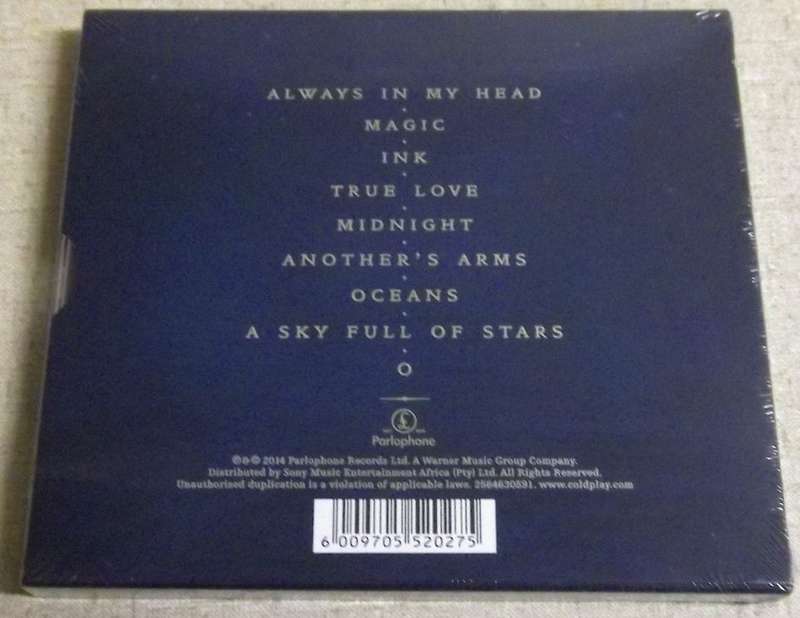 ALWAYS IN MY HEAD
MAGIC
INK
TRUE LOVE
MIDNIGHT
ANOTHER'S ARMS
OCEANS
A SKY FULL OF STARS
O
£
Parlophone
℗&© 2014 Parlophone Records Ltd. A Warner Music Group Company.
Distributed by Sony Music Entertainment Africa (Pty) Ltd. All Rights Reserved.
Unauthorised duplication is a violation of applicable laws. 2564630591. www.coldplay.com
6 009705 520275